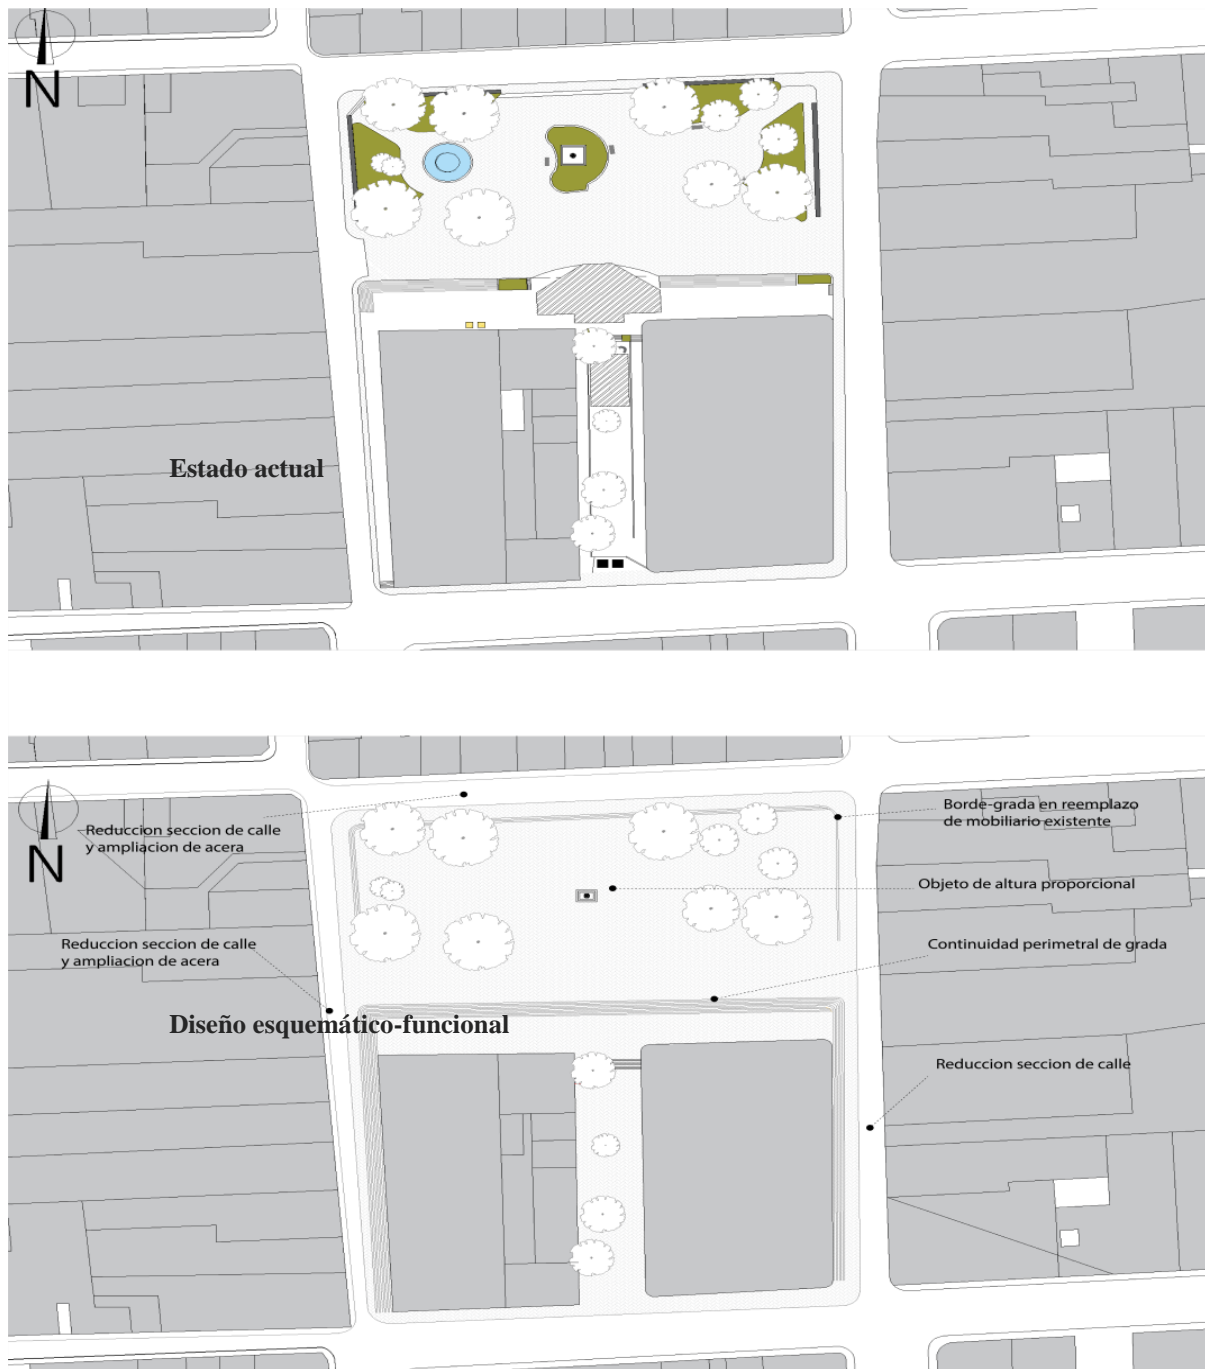 N
Estado actual
Reduccion seccion de calle
y ampliacion de acera
Borde-grada en reemplazo
de mobiliario existente
N
Objeto de altura proporcional
Reduccion seccion de calle
y ampliacion de acera
Continuidad perimetral de grada
Diseño esquemático-funcional
Reduccion seccion de calle